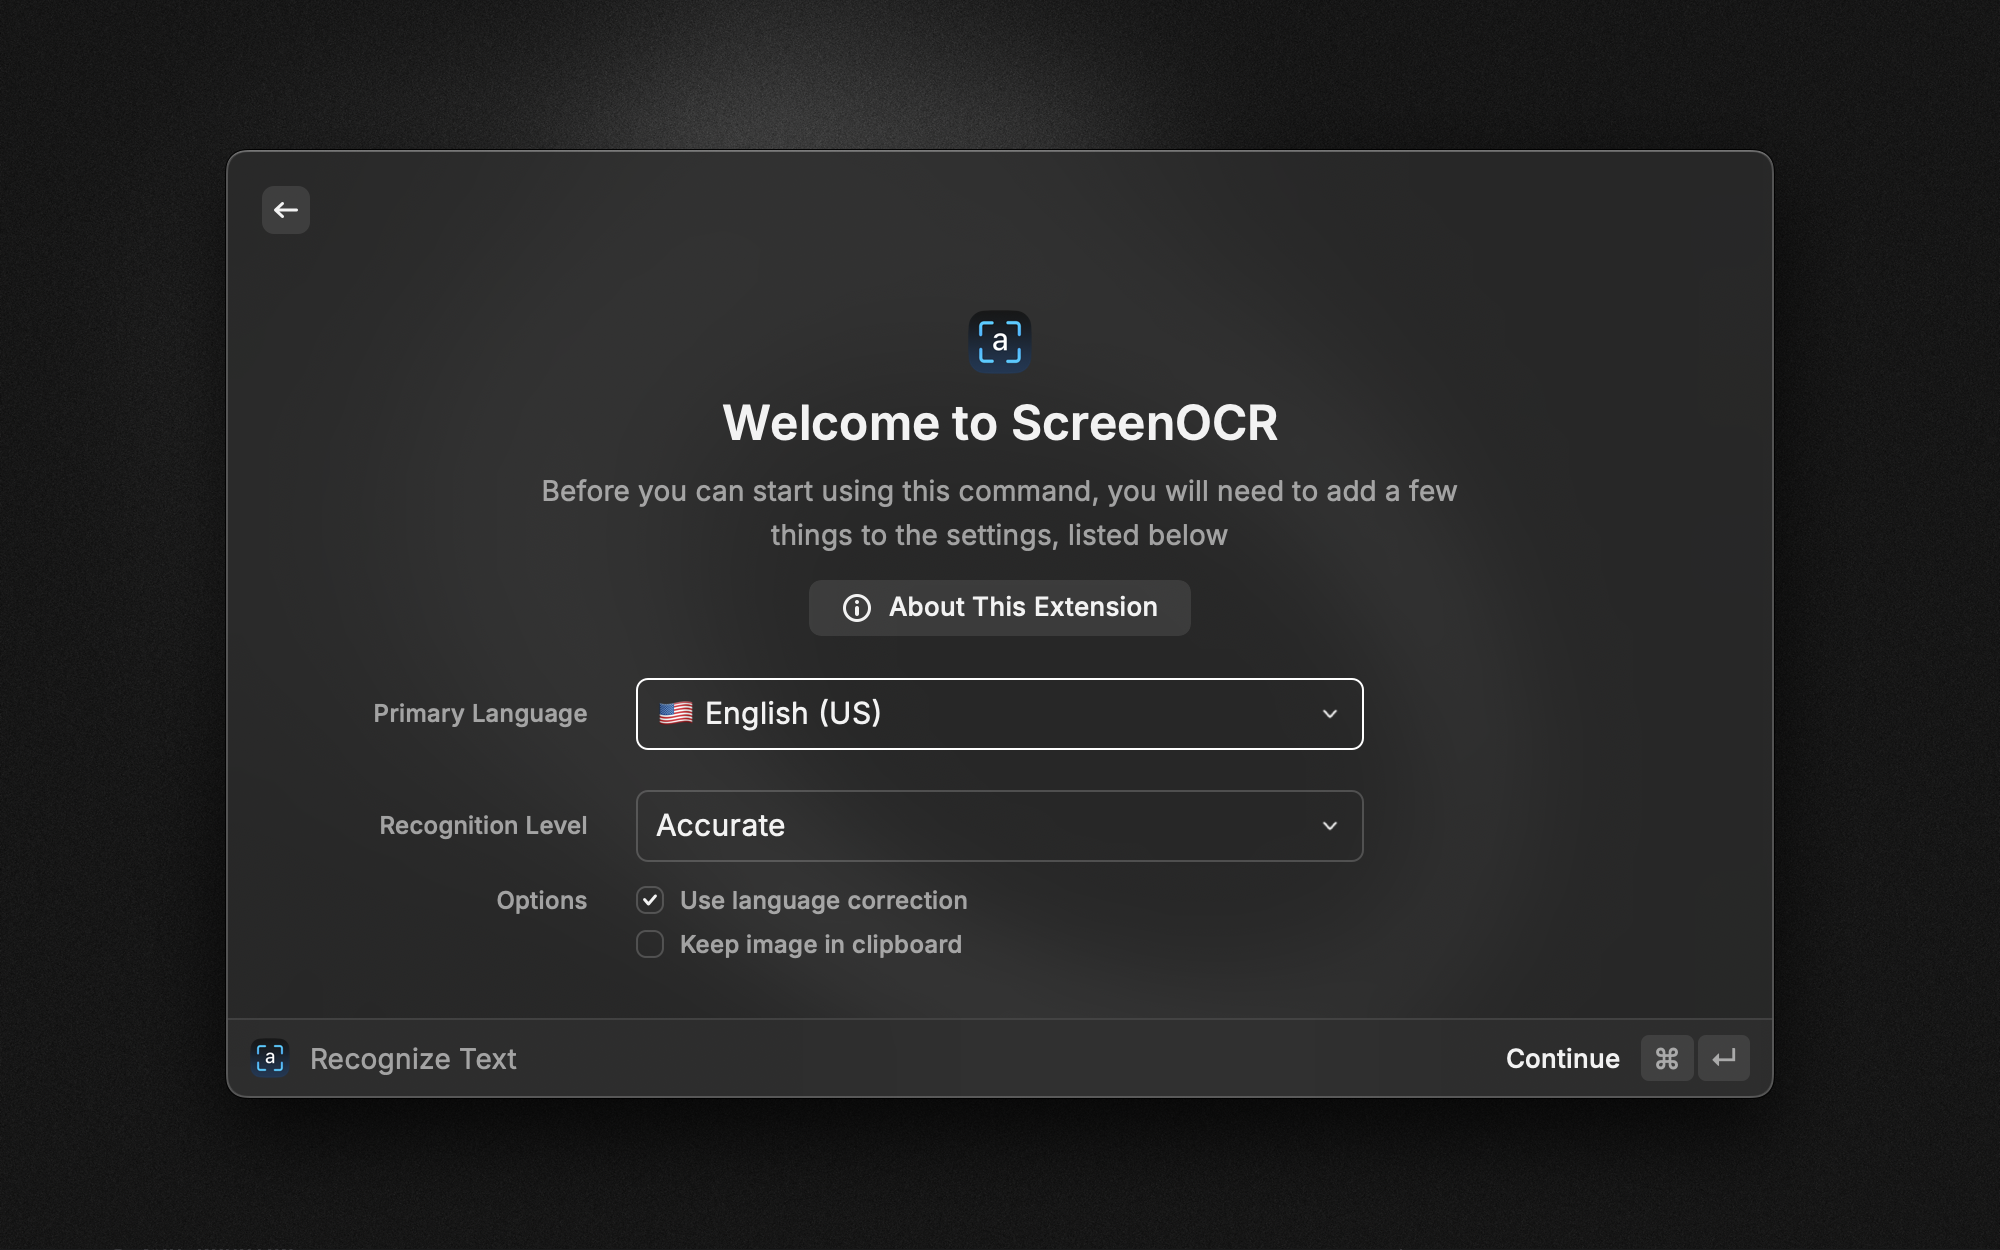 a
Welcome to ScreenOCR
Before you can start using this command, you will need to add a few
things to the settings, listed below
About This Extension
Primary Language
🇺🇸 English (US)
Recognition Level
Accurate
Options
Use language correction
Keep image in clipboard
a
Recognize Text
Continue ⌘ ↵